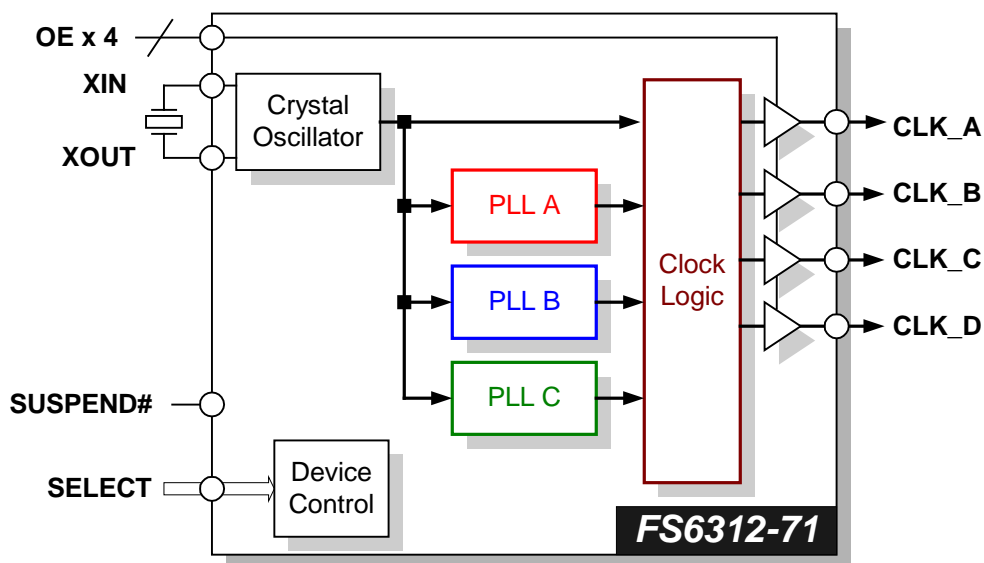 OE x 4
XIN
XOUT
Crystal
Oscillator
PLL A
PLL B
PLL C
Clock
Logic
CLK_A
CLK_B
CLK_C
CLK_D
SUSPEND#
SELECT
Device
Control
FS6312-71